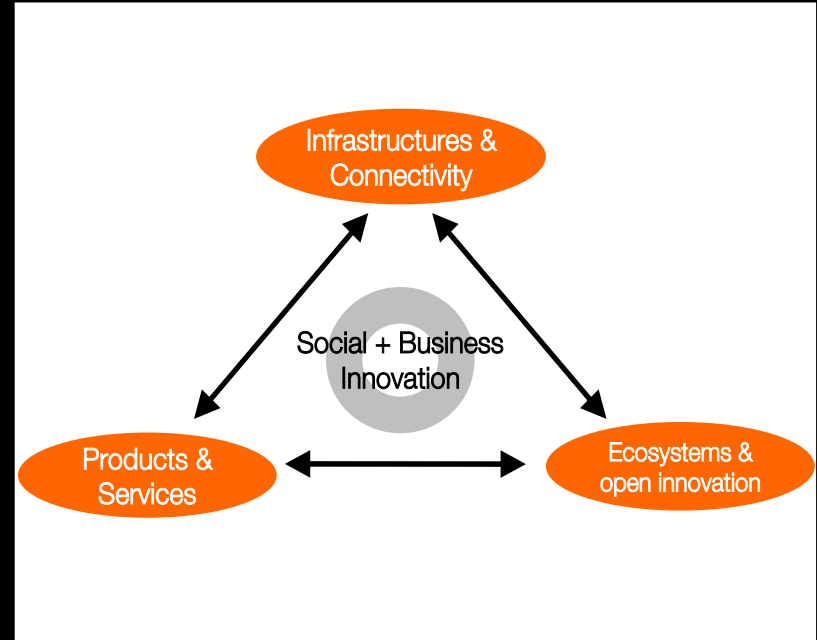 Infrastructures &
Connectivity
Social + Business
Innovation
Products &
Services
Ecosystems &
open innovation